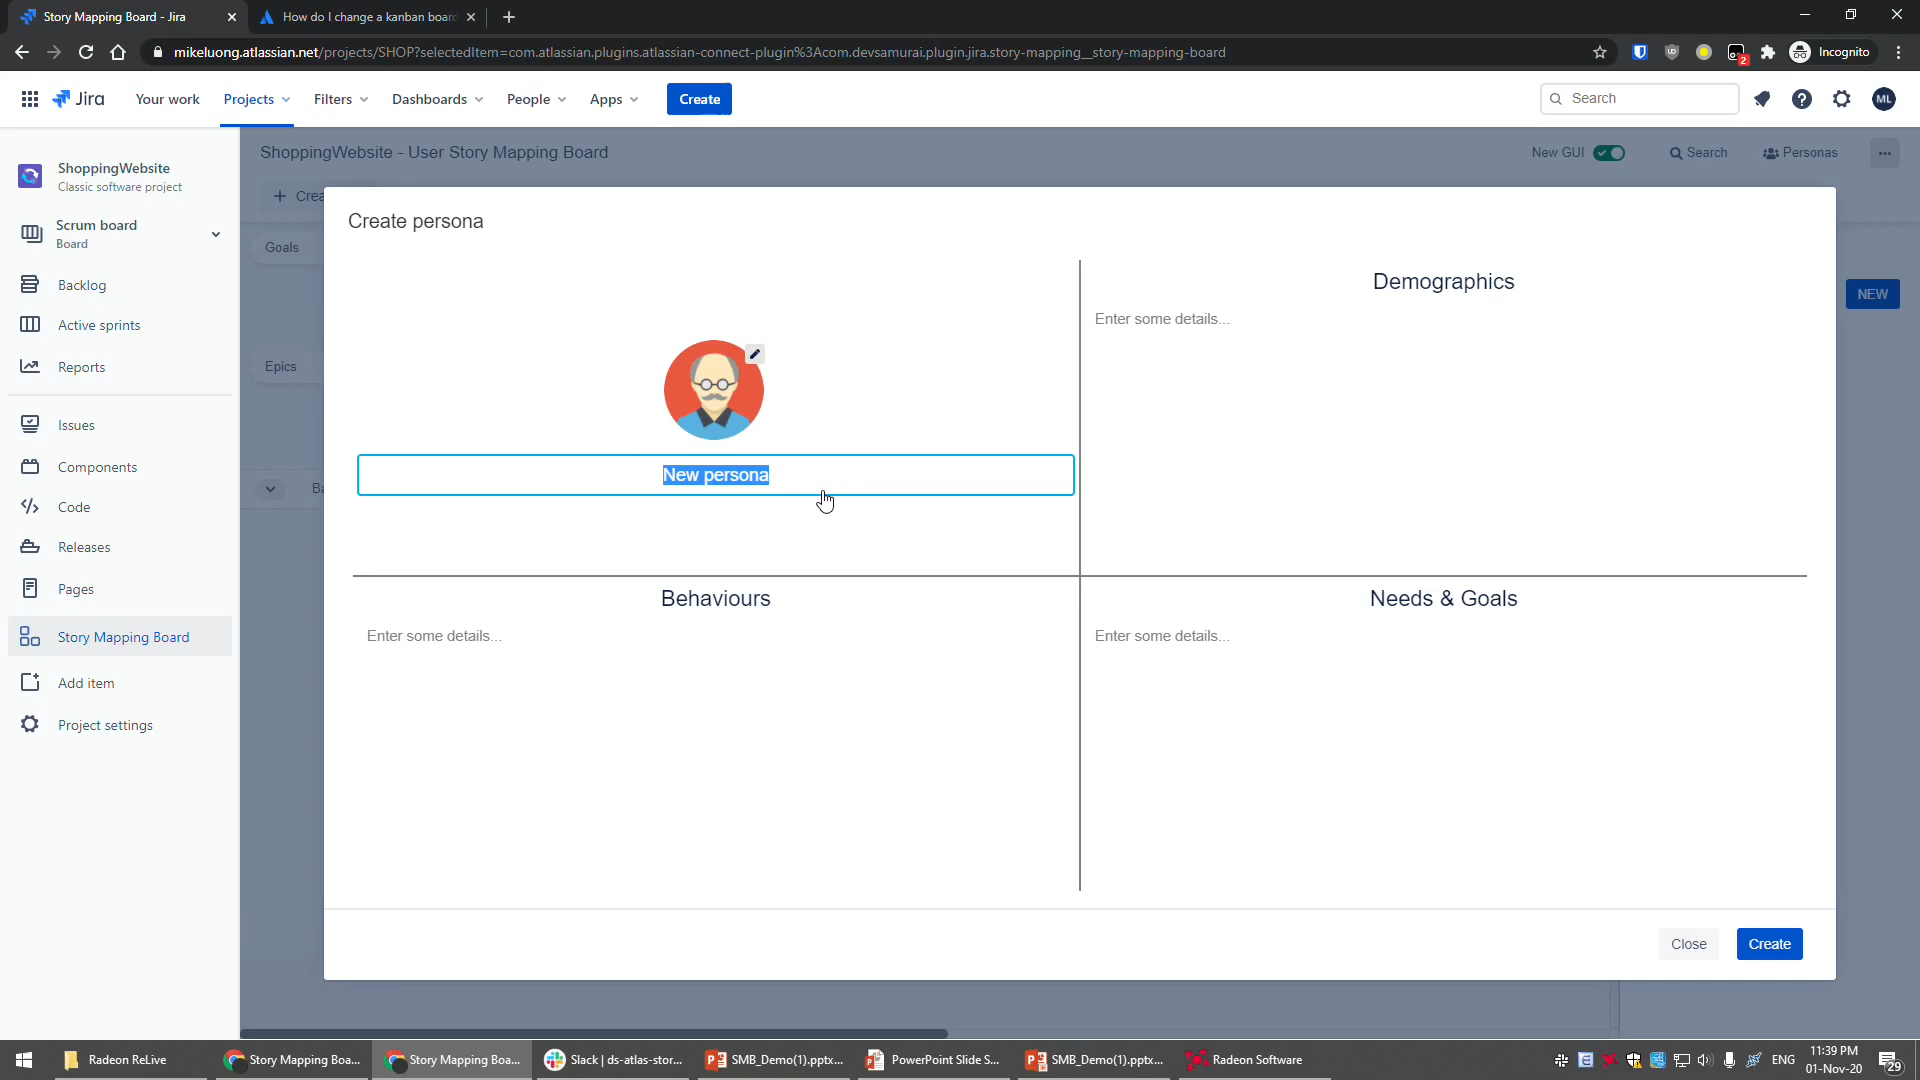 Story Mapping Board - Jira
How do I change a kanban board
mikeluong.atlassian.net/projects/SHOP?selectedItem=com.atlassian.plugins.atlassian-connect-plugin%3Acom.devsamurai.plugin.jira.story-mapping__story-mapping-board
2
Incognito
Jira
Your work
Projects
Filters
Dashboards
People
Apps
Create
Search
ML
ShoppingWebsite
Classic software project
Scrum board
Board
Backlog
Active sprints
Reports
Issues
Components
Code
Releases
Pages
Story Mapping Board
Add item
Project settings
ShoppingWebsite - User Story Mapping Board
New GUI
Search
Personas
Crea
Goals
NEW
Epics
Ba
Create persona
New persona
Demographics
Enter some details...
Behaviours
Enter some details...
Needs & Goals
Enter some details...
Close
Create
Radeon ReLive
Story Mapping Boa...
Story Mapping Boa...
Slack | ds-atlas-stor...
SMB_Demo(1).pptx...
PowerPoint Slide S...
SMB_Demo(1).pptx...
Radeon Software
ENG
11:39 PM
01-Nov-20
29